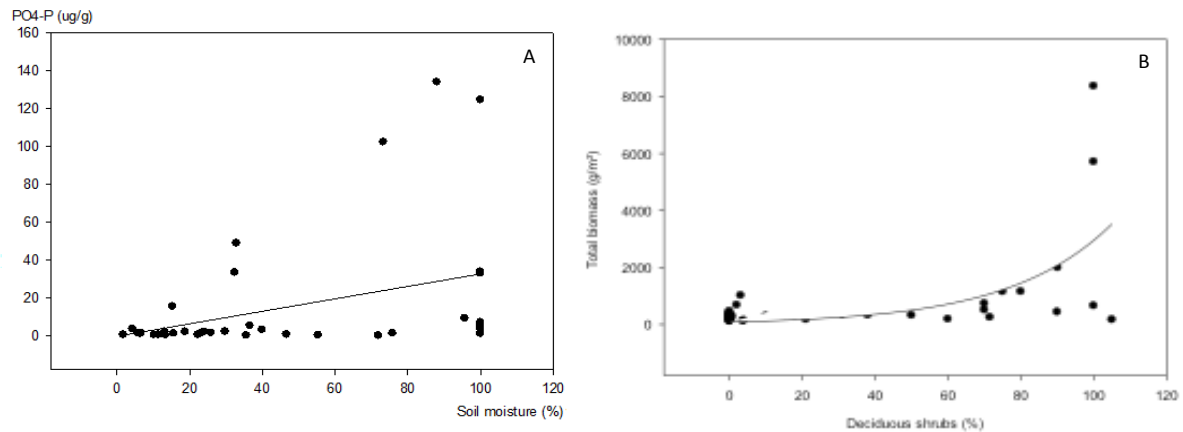 PO4-P (ug/g)
160
140
120
100
80
60
40
20
0
A
0 20 40 60 80 100 120
Soil moisture (%)
10000
8000
6000
4000
2000
0
B
Total biomass (g/m²)
0 20 40 60 80 100 120
Deciduous shrubs (%)